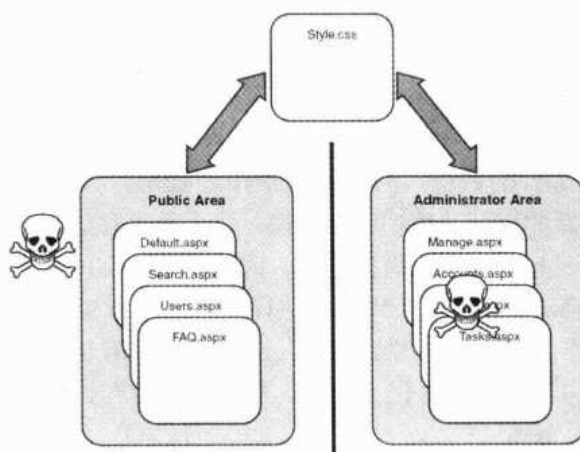 Style.css
Public Area
Default.aspx
Search.aspx
Users.aspx
FAQ.aspx
Administrator Area
Manage.aspx
Accounts.aspx
Tasks.aspx